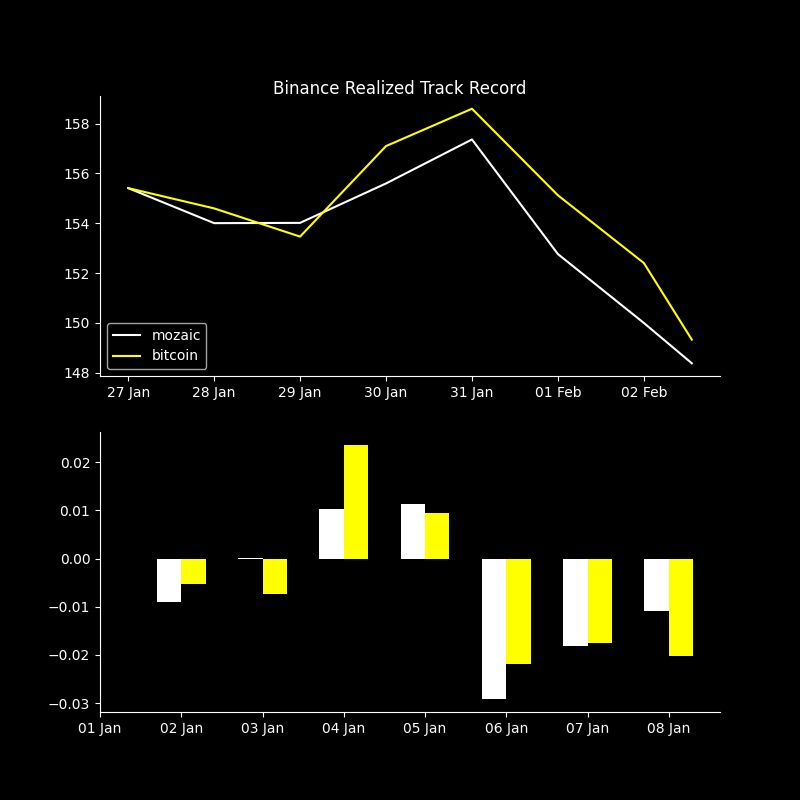 Binance Realized Track Record
158
156
154
152
150
148
mozaic
bitcoin
27 Jan 28 Jan 29 Jan 30 Jan 31 Jan 01 Feb 02 Feb
0.02
0.01
0.00
−0.01
−0.02
−0.03
01 Jan 02 Jan 03 Jan 04 Jan 05 Jan 06 Jan 07 Jan 08 Jan